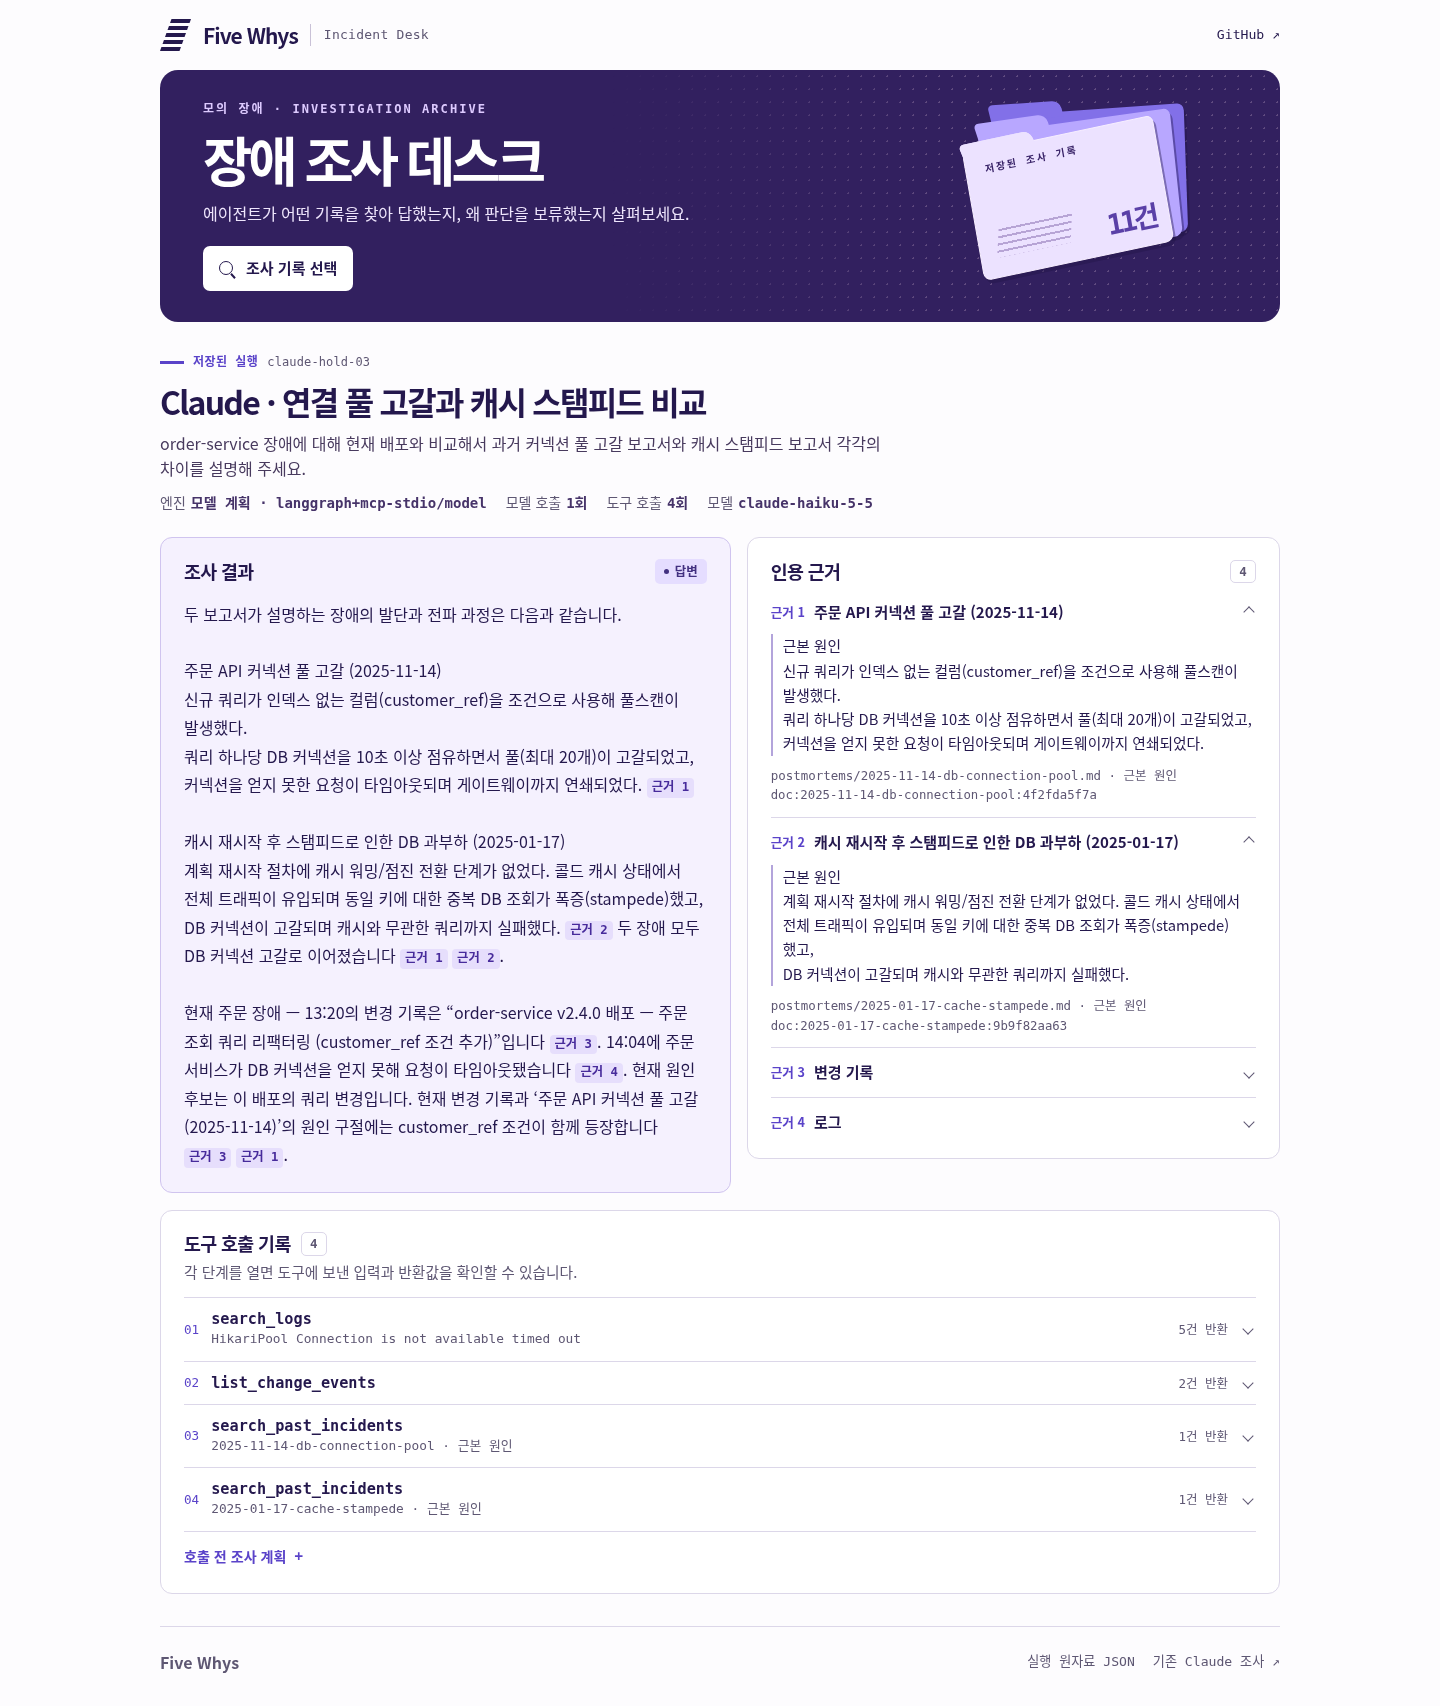 Five Whys
Incident Desk
GitHub ↗
모의 장애 · INVESTIGATION ARCHIVE
장애 조사 데스크
에이전트가 어떤 기록을 찾아 답했는지, 왜 판단을 보류했는지 살펴보세요.
조사 기록 선택
저장된 조사 기록
11건
저장된 실행 claude-hold-03
Claude · 연결 풀 고갈과 캐시 스탬피드 비교
order-service 장애에 대해 현재 배포와 비교해서 과거 커넥션 풀 고갈 보고서와 캐시 스탬피드 보고서 각각의
차이를 설명해 주세요.
엔진 모델 계획 · langgraph+mcp-stdio/model 모델 호출 1회 도구 호출 4회 모델 claude-haiku-5-5
조사 결과
• 답변
두 보고서가 설명하는 장애의 발단과 전파 과정은 다음과 같습니다.
주문 API 커넥션 풀 고갈 (2025-11-14)
신규 쿼리가 인덱스 없는 컬럼(customer_ref)을 조건으로 사용해 풀스캔이
발생했다.
쿼리 하나당 DB 커넥션을 10초 이상 점유하면서 풀(최대 20개)이 고갈되었고,
커넥션을 얻지 못한 요청이 타임아웃되며 게이트웨이까지 연쇄되었다. 근거 1
캐시 재시작 후 스탬피드로 인한 DB 과부하 (2025-01-17)
계획 재시작 절차에 캐시 워밍/점진 전환 단계가 없었다. 콜드 캐시 상태에서
전체 트래픽이 유입되며 동일 키에 대한 중복 DB 조회가 폭증(stampede)했고,
DB 커넥션이 고갈되며 캐시와 무관한 쿼리까지 실패했다. 근거 2 두 장애 모두
DB 커넥션 고갈로 이어졌습니다 근거 1 근거 2.
현재 주문 장애 — 13:20의 변경 기록은 “order-service v2.4.0 배포 — 주문
조회 쿼리 리팩터링 (customer_ref 조건 추가)”입니다 근거 3. 14:04에 주문
서비스가 DB 커넥션을 얻지 못해 요청이 타임아웃됐습니다 근거 4. 현재 원인
후보는 이 배포의 쿼리 변경입니다. 현재 변경 기록과 ‘주문 API 커넥션 풀 고갈
(2025-11-14)’의 원인 구절에는 customer_ref 조건이 함께 등장합니다
근거 3 근거 1.
인용 근거
4
근거 1 주문 API 커넥션 풀 고갈 (2025-11-14)
근본 원인
신규 쿼리가 인덱스 없는 컬럼(customer_ref)을 조건으로 사용해 풀스캔이
발생했다.
쿼리 하나당 DB 커넥션을 10초 이상 점유하면서 풀(최대 20개)이 고갈되었고,
커넥션을 얻지 못한 요청이 타임아웃되며 게이트웨이까지 연쇄되었다.
postmortems/2025-11-14-db-connection-pool.md · 근본 원인
doc:2025-11-14-db-connection-pool:4f2fda5f7a
근거 2 캐시 재시작 후 스탬피드로 인한 DB 과부하 (2025-01-17)
근본 원인
계획 재시작 절차에 캐시 워밍/점진 전환 단계가 없었다. 콜드 캐시 상태에서
전체 트래픽이 유입되며 동일 키에 대한 중복 DB 조회가 폭증(stampede)
했고,
DB 커넥션이 고갈되며 캐시와 무관한 쿼리까지 실패했다.
postmortems/2025-01-17-cache-stampede.md · 근본 원인
doc:2025-01-17-cache-stampede:9b9f82aa63
근거 3 변경 기록
근거 4 로그
도구 호출 기록 4
각 단계를 열면 도구에 보낸 입력과 반환값을 확인할 수 있습니다.
01 search_logs
HikariPool Connection is not available timed out
5건 반환
02 list_change_events
2건 반환
03 search_past_incidents
2025-11-14-db-connection-pool · 근본 원인
1건 반환
04 search_past_incidents
2025-01-17-cache-stampede · 근본 원인
1건 반환
호출 전 조사 계획 +
Five Whys
실행 원자료 JSON
기존 Claude 조사 ↗